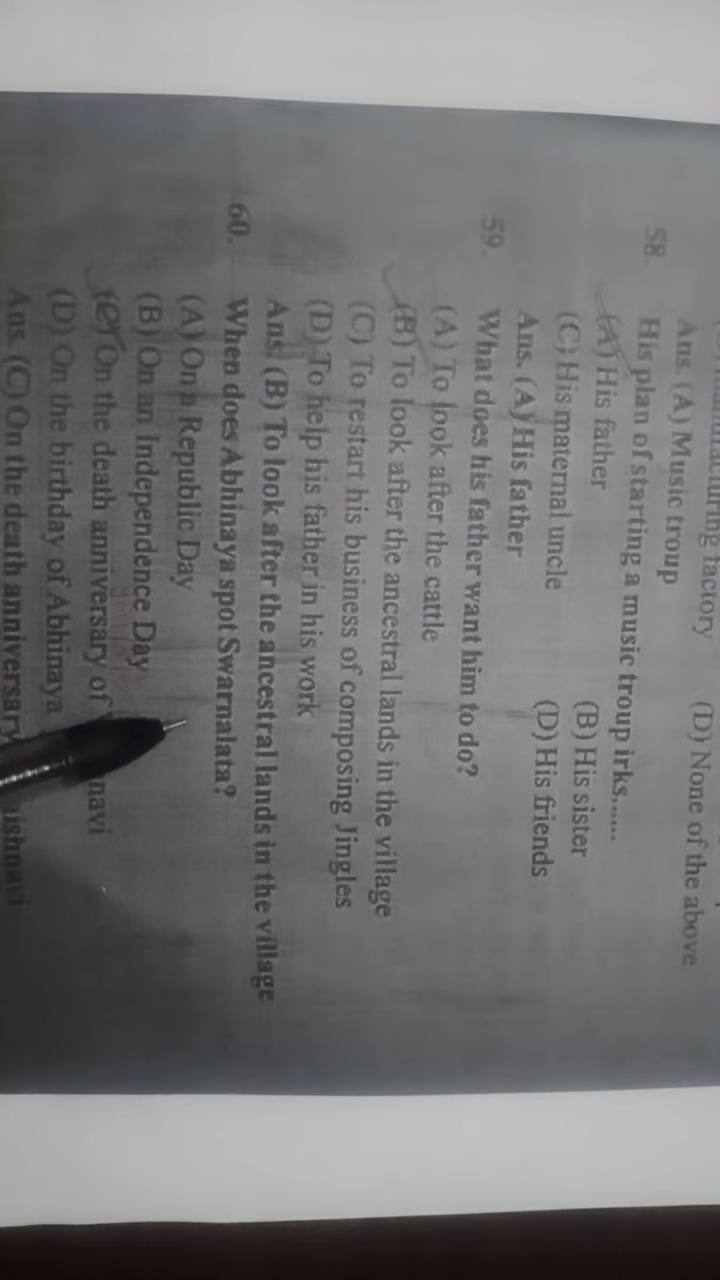 factory (D) None of the above
Ans. (A) Music troup
58. His plan of starting a music troup irks......
(A) His father (B) His sister
(C) His maternal uncle (D) His friends
Ans. (A) His father
59. What does his father want him to do?
(A) To look after the cattle
(B) To look after the ancestral lands in the village
(C) To restart his business of composing Jingles
(D) To help his father in his work
Ans. (B) To look after the ancestral lands in the village
60. When does Abhinaya spot Swarnalata?
(A) On a Republic Day
(B) On an Independence Day
(C) On the death anniversary of
(D) On the birthday of Abhinaya
Ans. (C) On the death anniversary